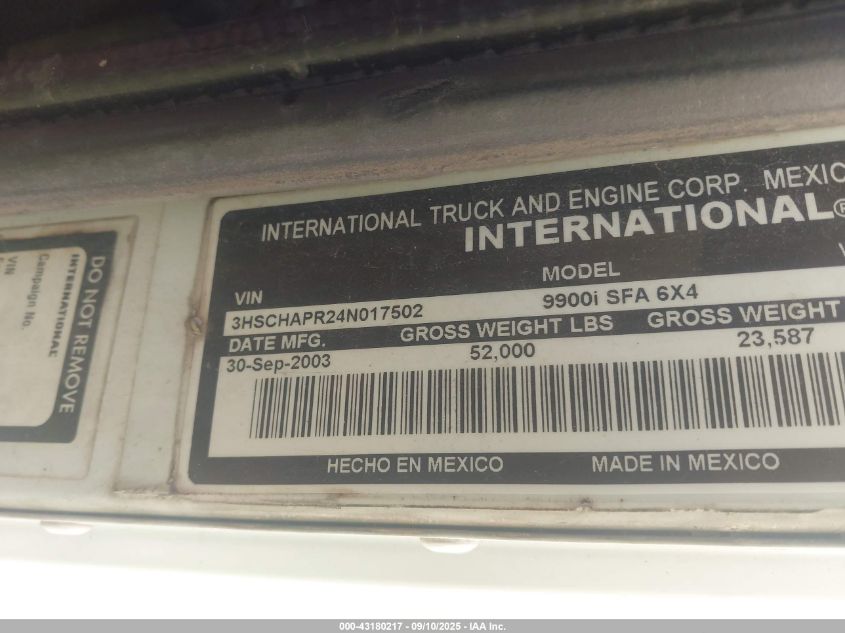 INTERNATIONAL TRUCK AND ENGINE CORP. MEXICO
INTERNATIONAL®
VIN MODEL
3HSCHAPR24N017502 9900i SFA 6X4
DATE MFG. GROSS WEIGHT LBS GROSS WEIGHT
30-Sep-2003 52,000 23,587
HECHO EN MEXICO MADE IN MEXICO
DO NOT REMOVE
INTERNATIONAL
Campaign No.
VIN
000-43180217 - 09/10/2025 - IAA Inc.